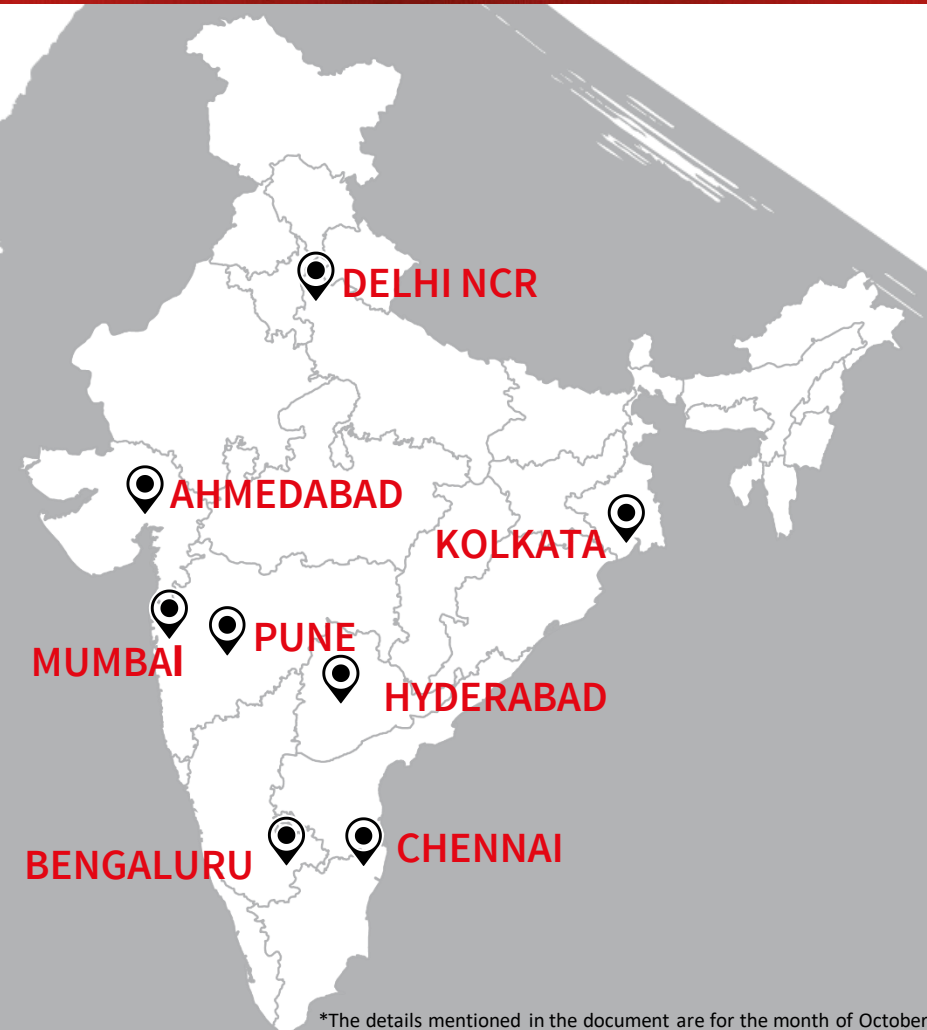 DELHI NCR
AHMEDABAD
KOLKATA
MUMBAI
PUNE
HYDERABAD
BENGALURU
CHENNAI
*The details mentioned in the document are for the month of October